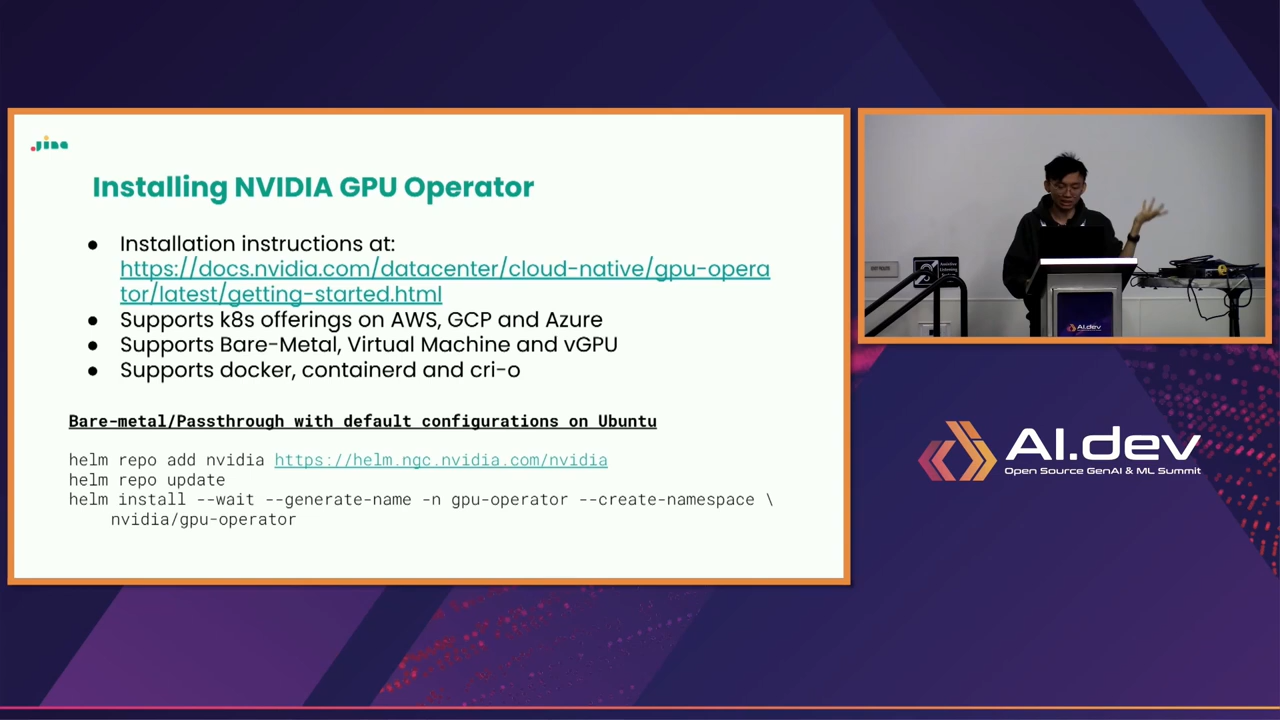 Jina
Installing NVIDIA GPU Operator
● Installation instructions at:
https://docs.nvidia.com/datacenter/cloud-native/gpu-opera
tor/latest/getting-started.html
● Supports k8s offerings on AWS, GCP and Azure
● Supports Bare-Metal, Virtual Machine and vGPU
● Supports docker, containerd and cri-o
Bare-metal/Passthrough with default configurations on Ubuntu
helm repo add nvidia https://helm.ngc.nvidia.com/nvidia
helm repo update
helm install --wait --generate-name -n gpu-operator --create-namespace \
nvidia/gpu-operator
Assistive
Listening
AI.dev
AI.dev
Open Source GenAI & ML Summit